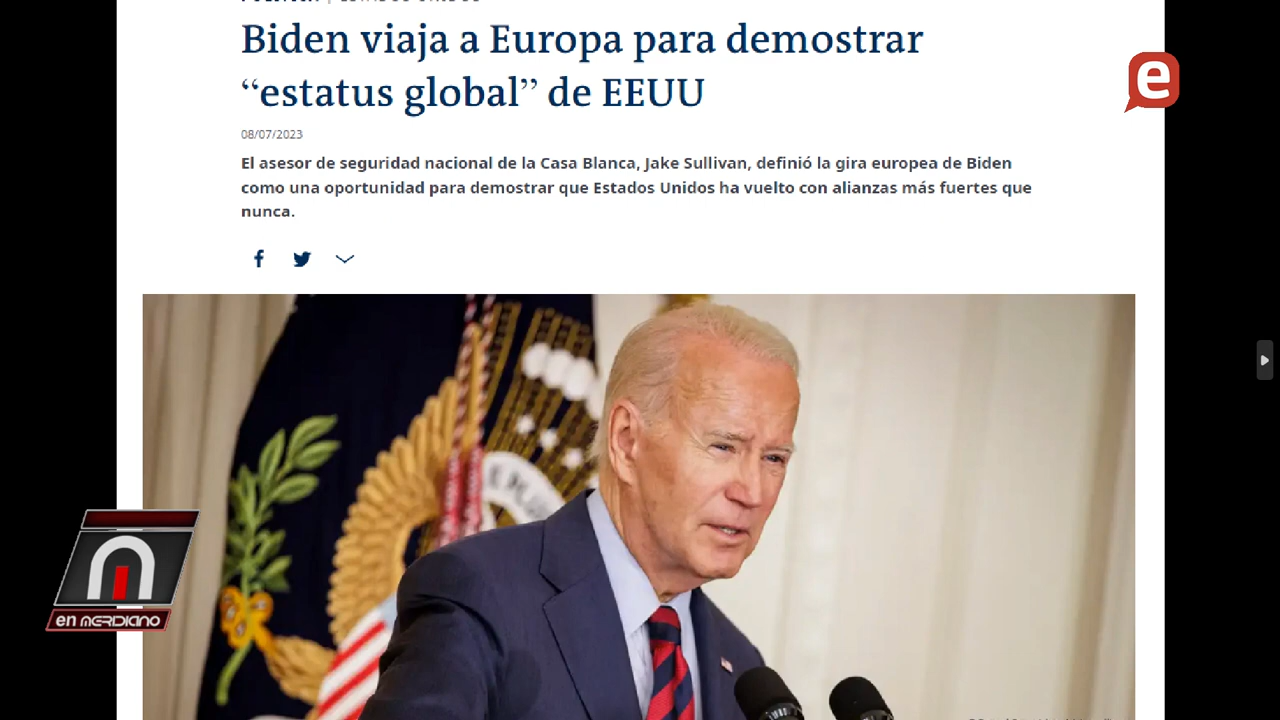 Biden viaja a Europa para demostrar
“estatus global” de EEUU
08/07/2023
El asesor de seguridad nacional de la Casa Blanca, Jake Sullivan, definió la gira europea de Biden
como una oportunidad para demostrar que Estados Unidos ha vuelto con alianzas más fuertes que
nunca.
e
en MERIDIANO